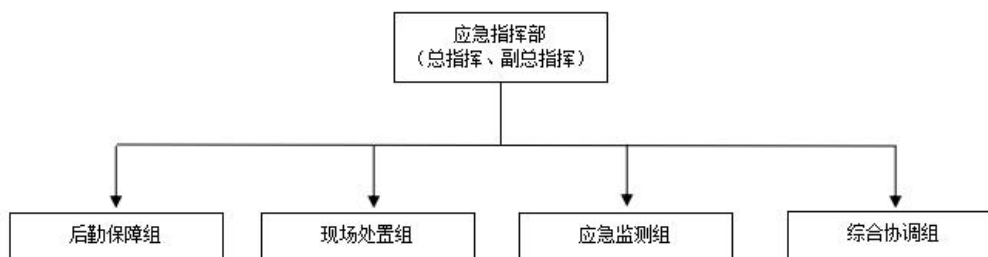 应急指挥部
（总指挥、副总指挥）
后勤保障组
现场处置组
应急监测组
综合协调组